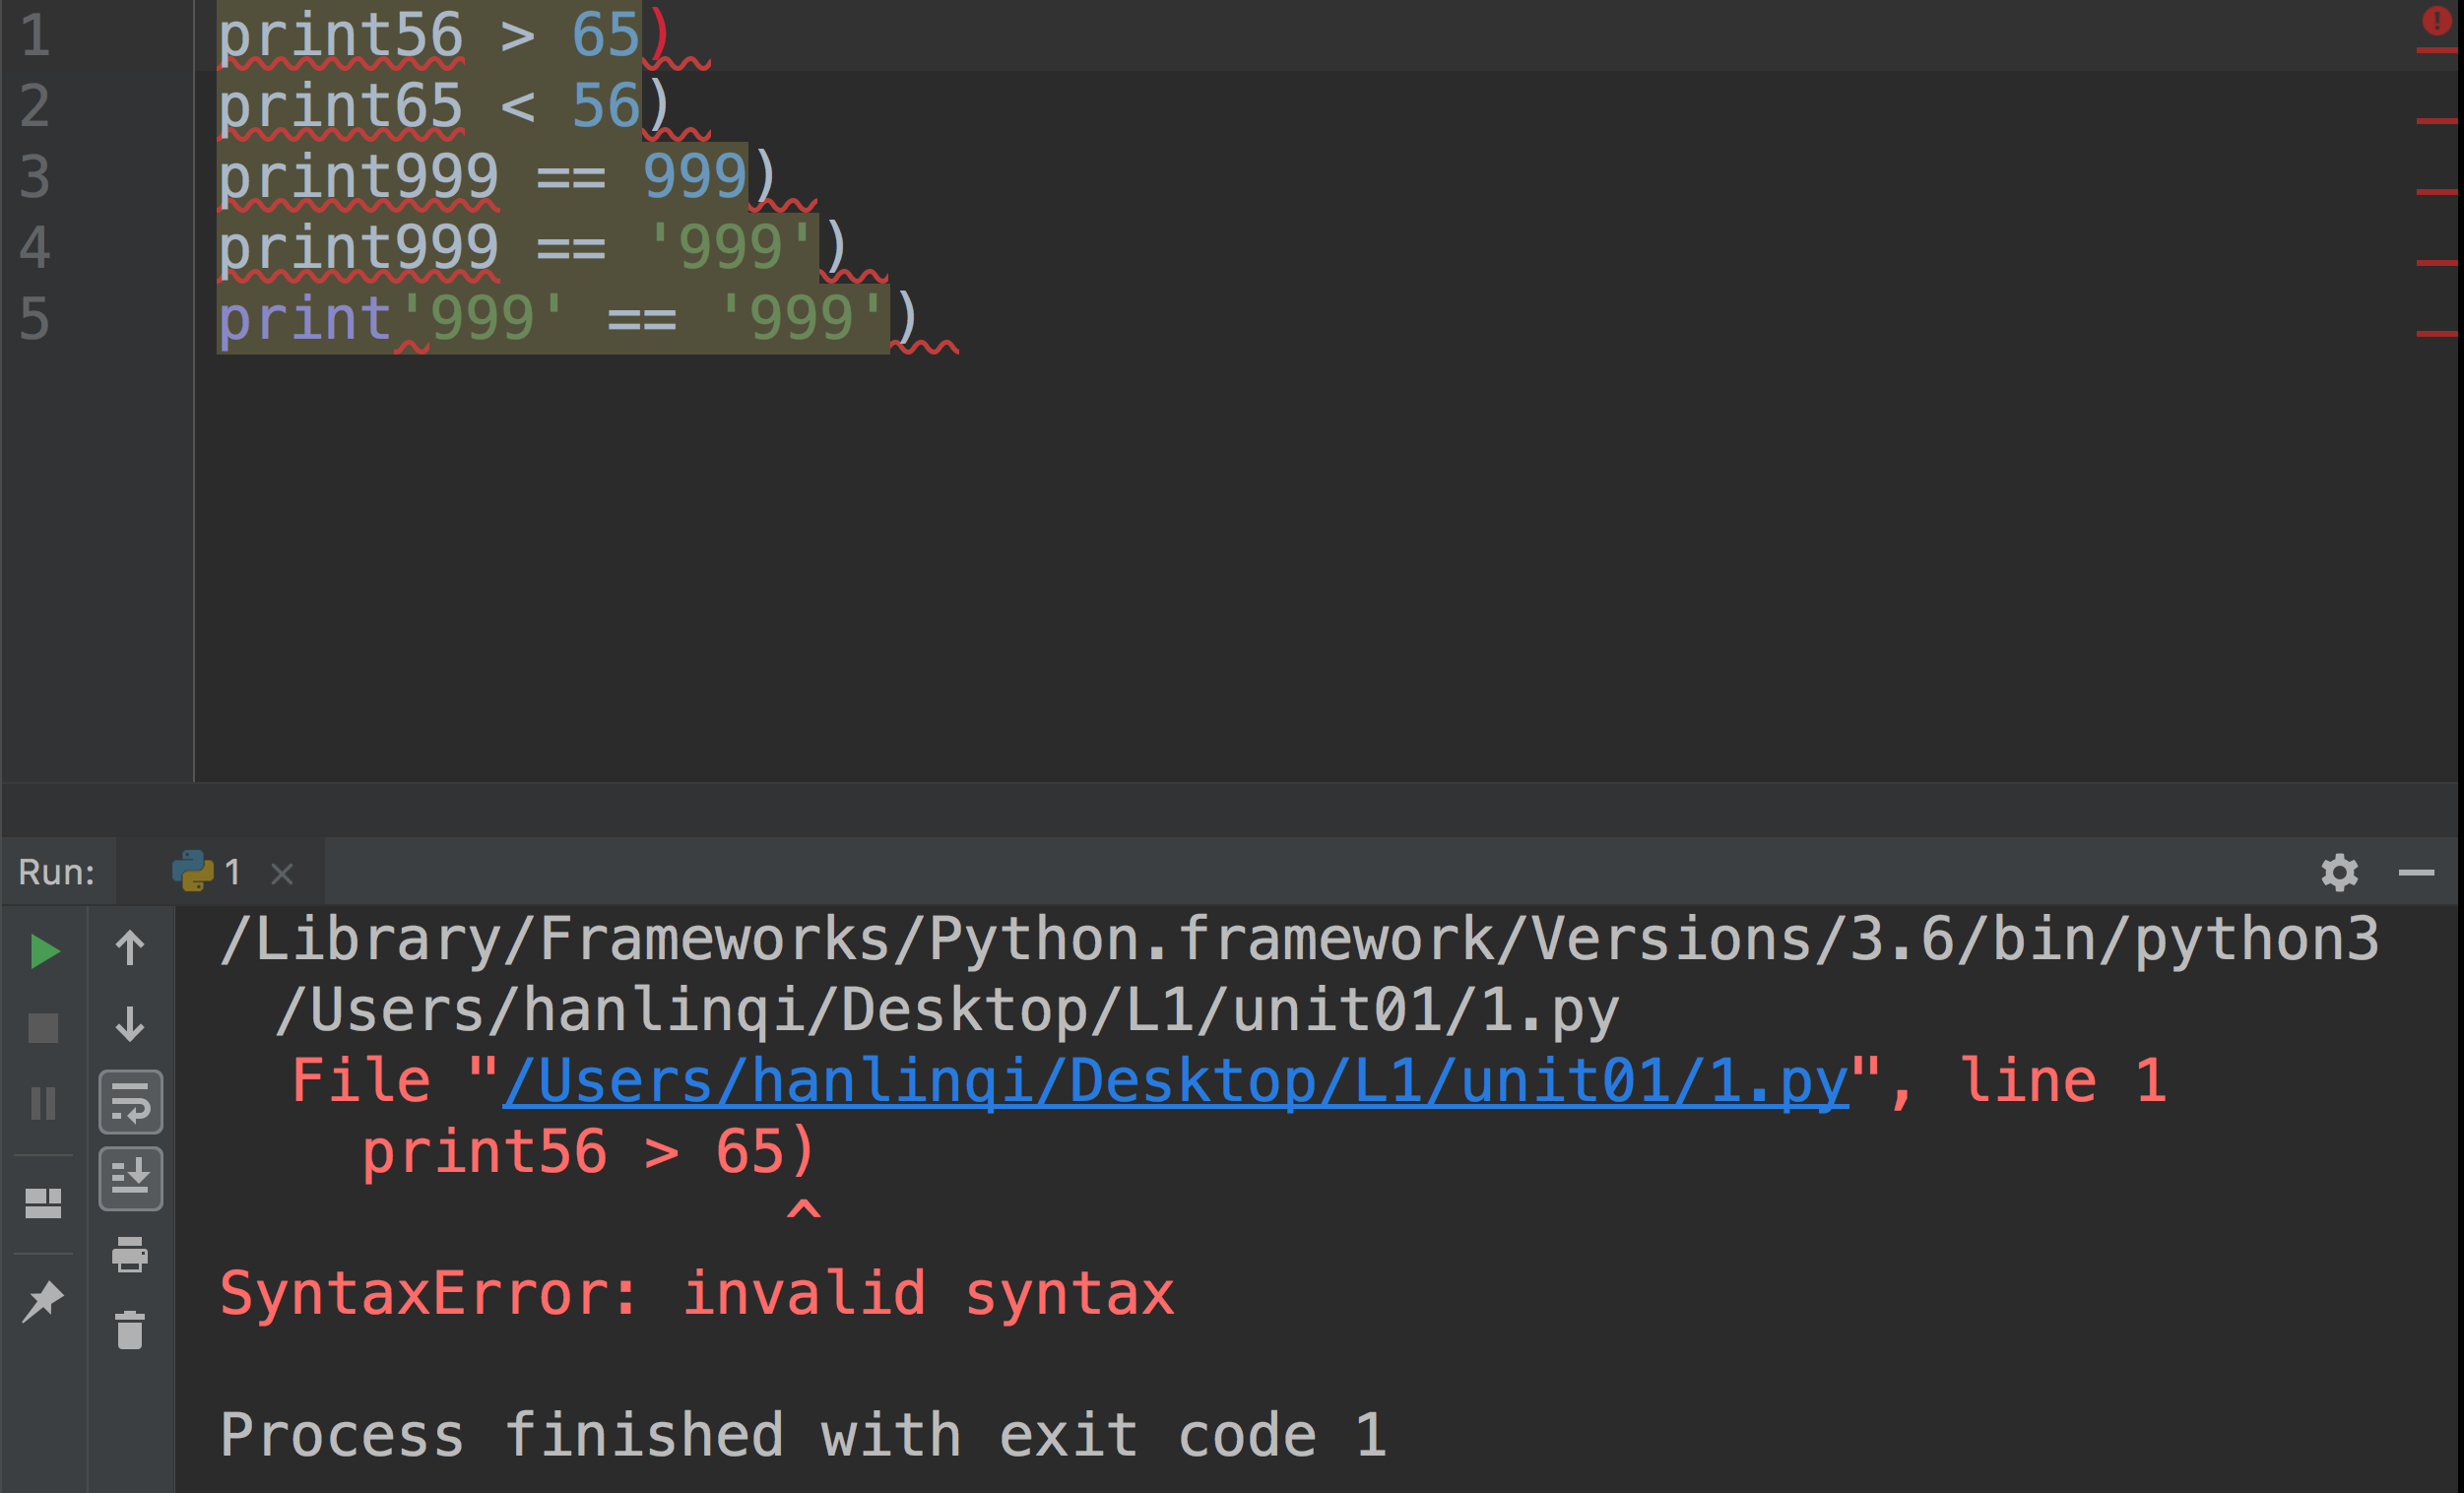 1 print56 > 65)
2 print65 < 56)
3 print999 == 999)
4 print999 == '999')
5 print'999' == '999')
Run: 1 ×
/Library/Frameworks/Python.framework/Versions/3.6/bin/python3
/Users/hanlinqi/Desktop/L1/unit01/1.py
File "/Users/hanlinqi/Desktop/L1/unit01/1.py", line 1
print56 > 65)
^
SyntaxError: invalid syntax
Process finished with exit code 1